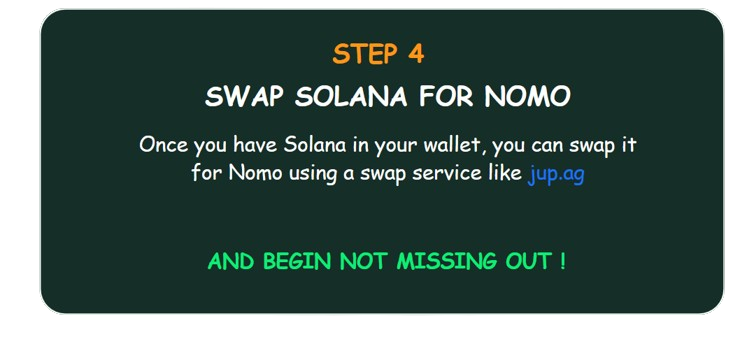 STEP 4
SWAP SOLANA FOR NOMO
Once you have Solana in your wallet, you can swap it
for Nomo using a swap service like jup.ag
AND BEGIN NOT MISSING OUT !